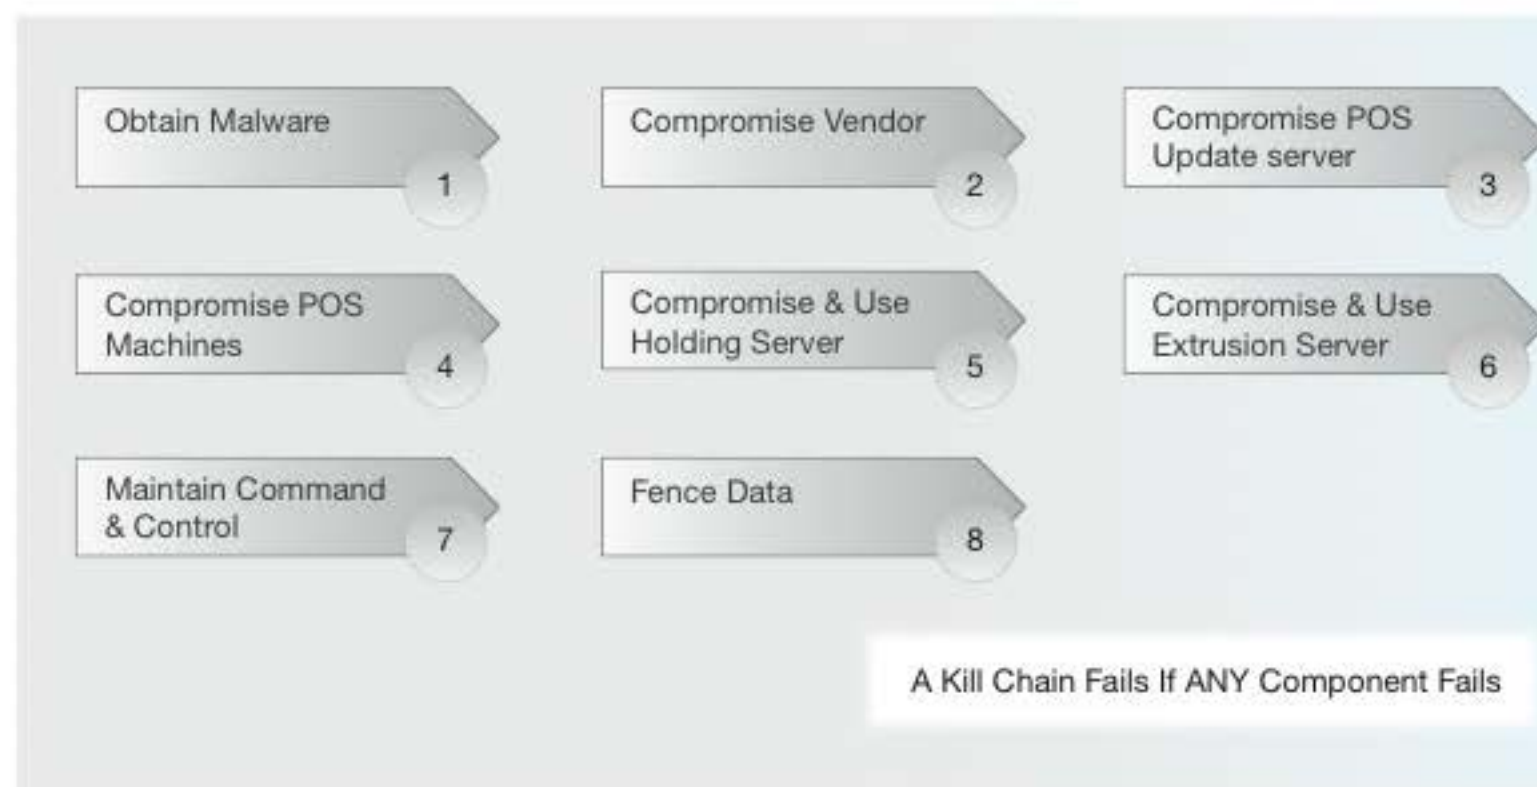 Obtain Malware
1
Compromise Vendor
2
Compromise POS
Update server
3
Compromise POS
Machines
4
Compromise & Use
Holding Server
5
Compromise & Use
Extrusion Server
6
Maintain Command
& Control
7
Fence Data
8
A Kill Chain Fails If ANY Component Fails